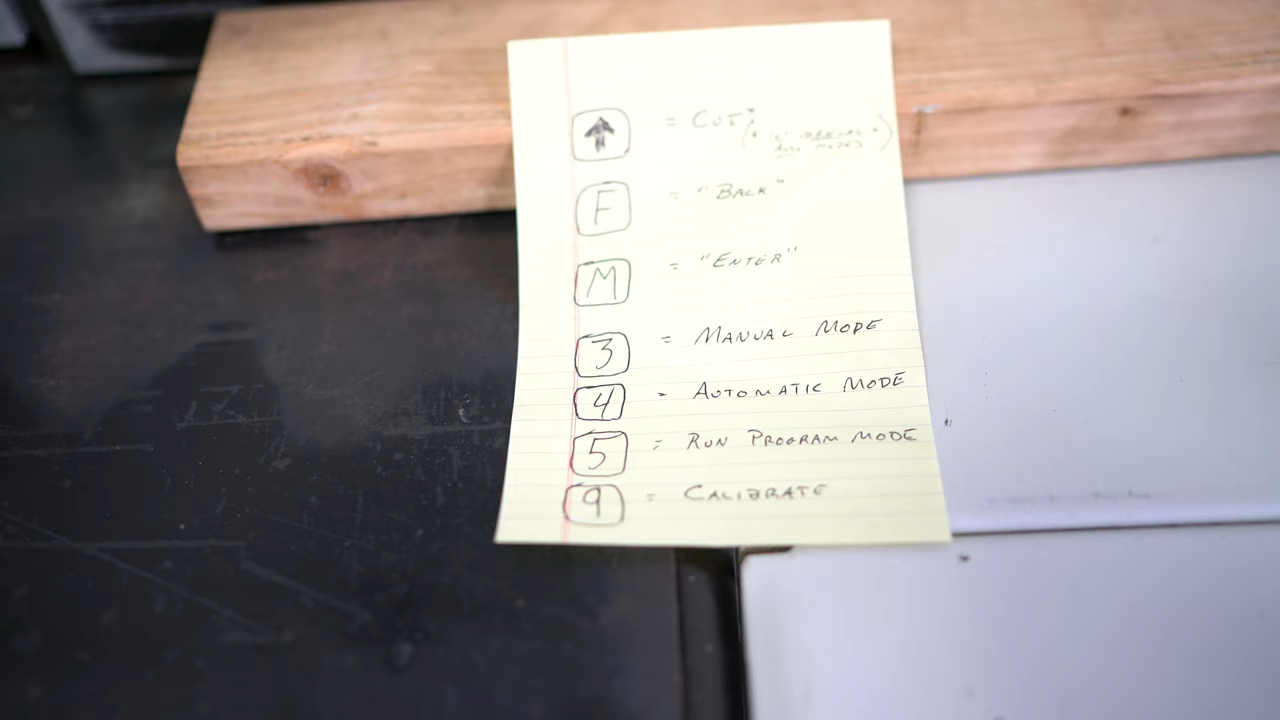 ↑ = CUT*
(* IN MANUAL +
AUTO MODES)
F = "BACK"
M = "ENTER"
3 = MANUAL MODE
4 = AUTOMATIC MODE
5 = RUN PROGRAM MODE
9 = CALIBRATE